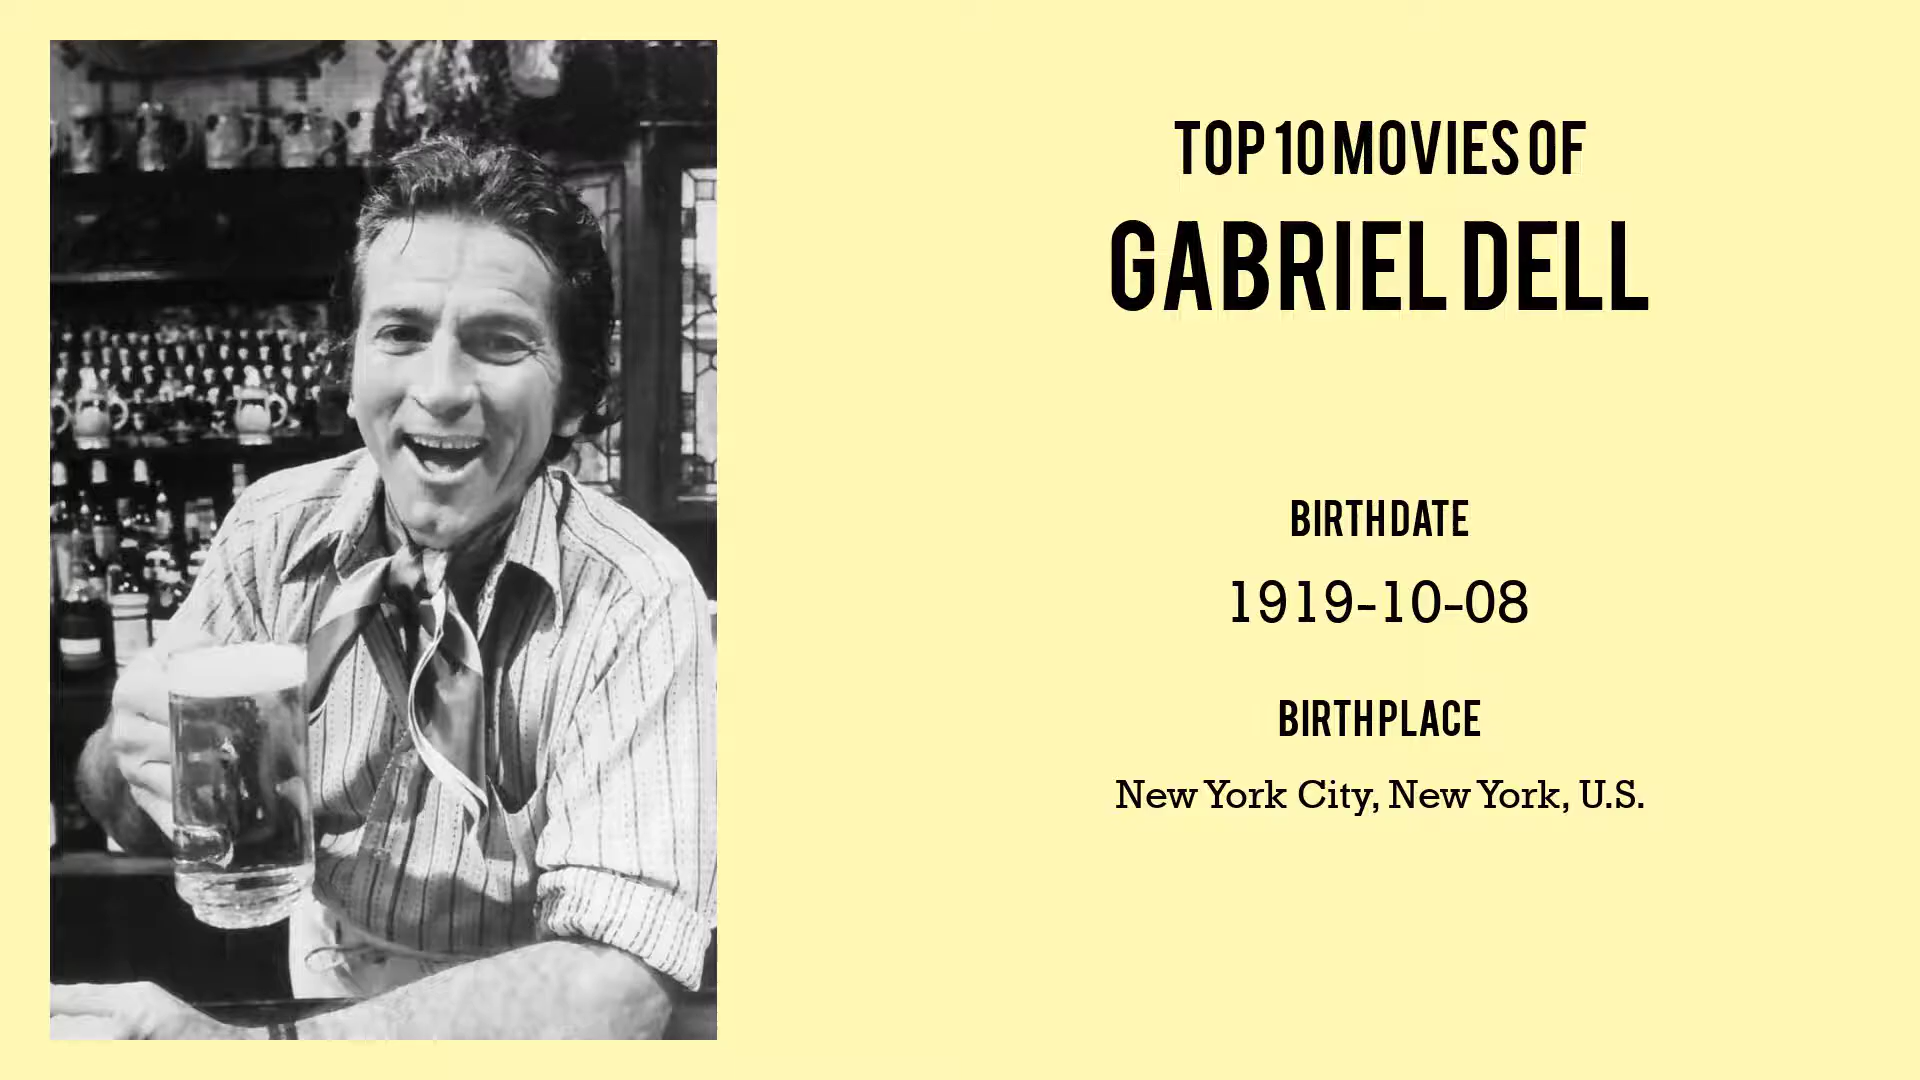 TOP 10 MOVIES OF
GABRIEL DELL
BIRTHDATE
1919-10-08
BIRTHPLACE
New York City, New York, U.S.